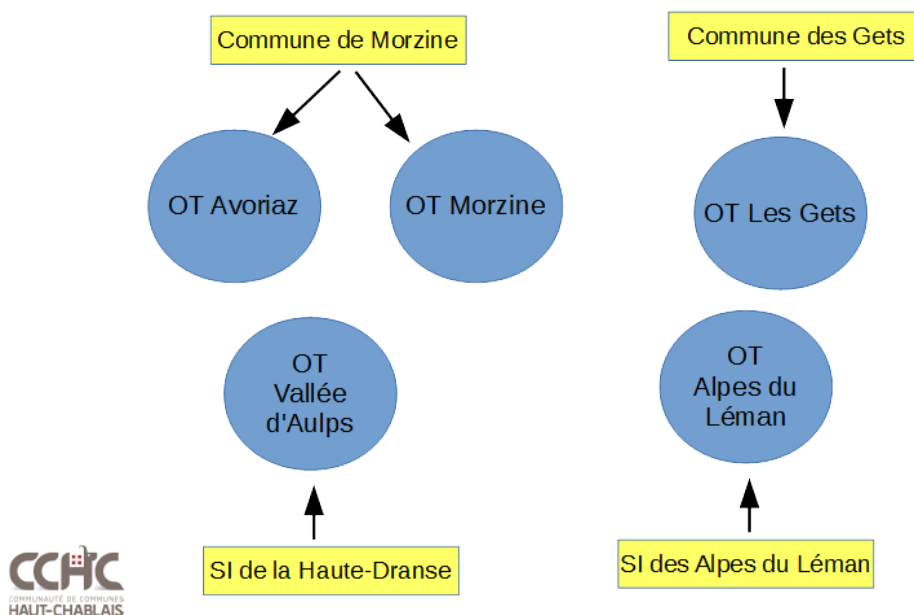 Commune de Morzine
Commune des Gets
OT Avoriaz
OT Morzine
OT Les Gets
OT
Vallée
d'Aulps
OT
Alpes du
Léman
SI de la Haute-Dranse
SI des Alpes du Léman
CCHC
COMMUNAUTÉ DE COMMUNES
HAUT-CHABLAIS